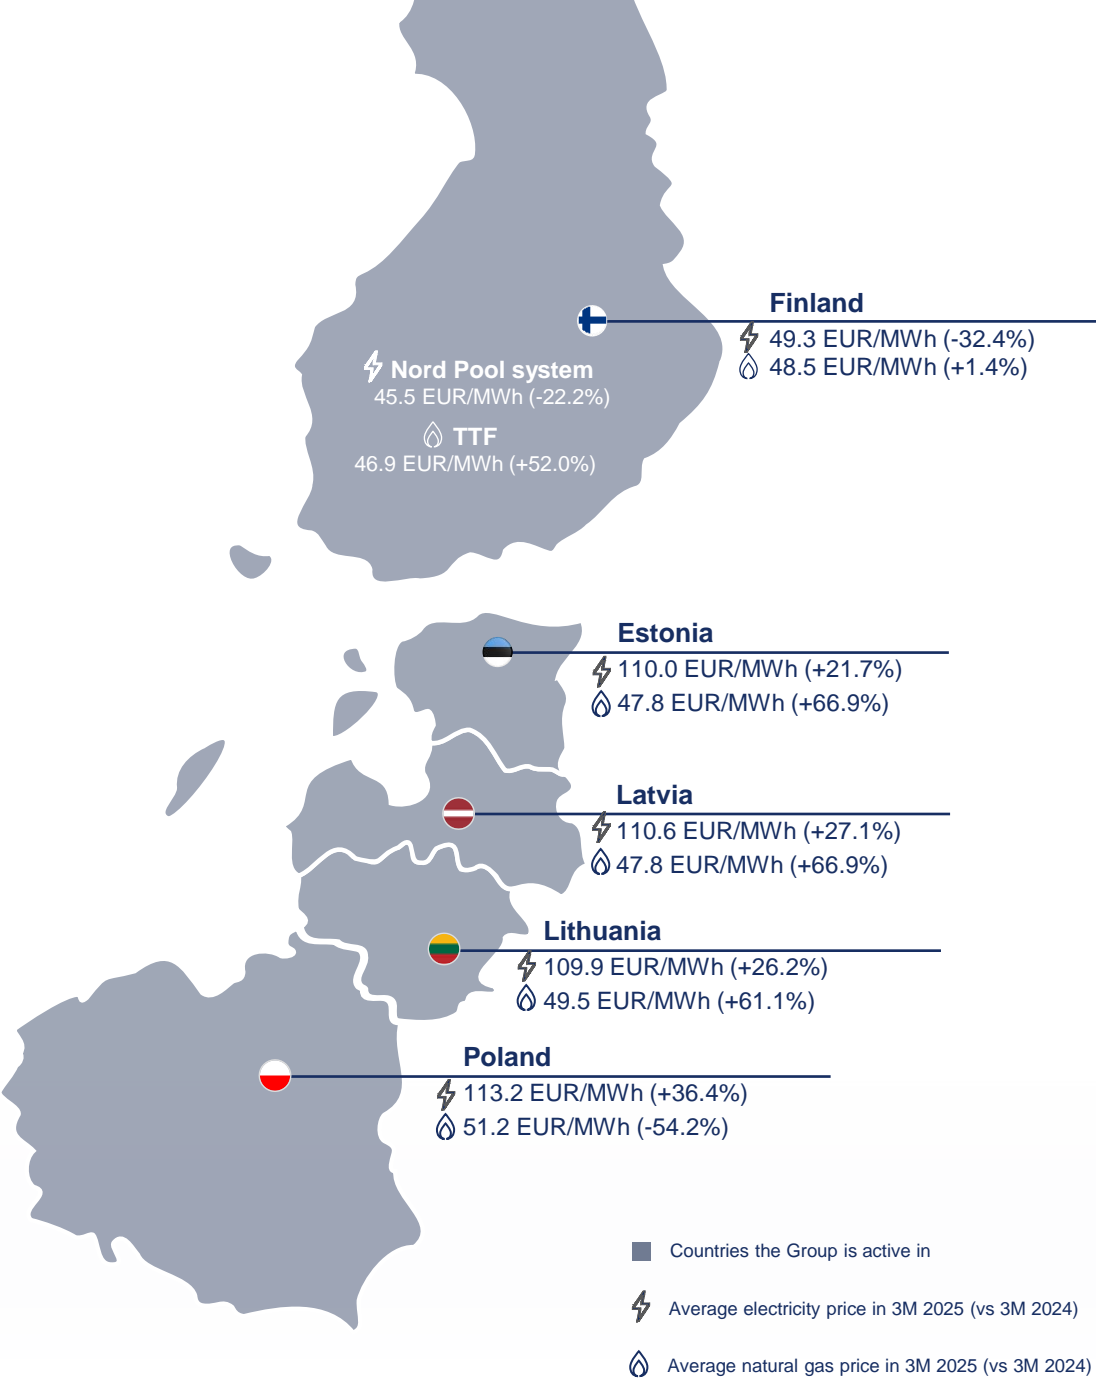 Finland
49.3 EUR/MWh (-32.4%)
48.5 EUR/MWh (+1.4%)
Nord Pool system
45.5 EUR/MWh (-22.2%)
TTF
46.9 EUR/MWh (+52.0%)
Estonia
110.0 EUR/MWh (+21.7%)
47.8 EUR/MWh (+66.9%)
Latvia
110.6 EUR/MWh (+27.1%)
47.8 EUR/MWh (+66.9%)
Lithuania
109.9 EUR/MWh (+26.2%)
49.5 EUR/MWh (+61.1%)
Poland
113.2 EUR/MWh (+36.4%)
51.2 EUR/MWh (-54.2%)
Countries the Group is active in
Average electricity price in 3M 2025 (vs 3M 2024)
Average natural gas price in 3M 2025 (vs 3M 2024)